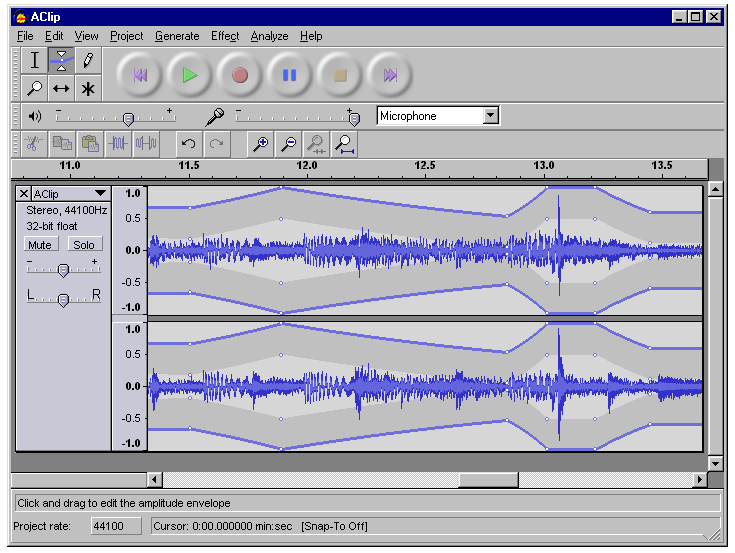 AClip
File Edit View Project Generate Effect Analyze Help
- + - + Microphone
11.0 11.5 12.0 12.5 13.0 13.5
AClip
Stereo, 44100Hz
32-bit float
Mute Solo
- +
L R
1.0
0.5
0.0
-0.5
-1.0
1.0
0.5
0.0
-0.5
-1.0
Click and drag to edit the amplitude envelope
Project rate: 44100 Cursor: 0:00.000000 min:sec [Snap-To Off]